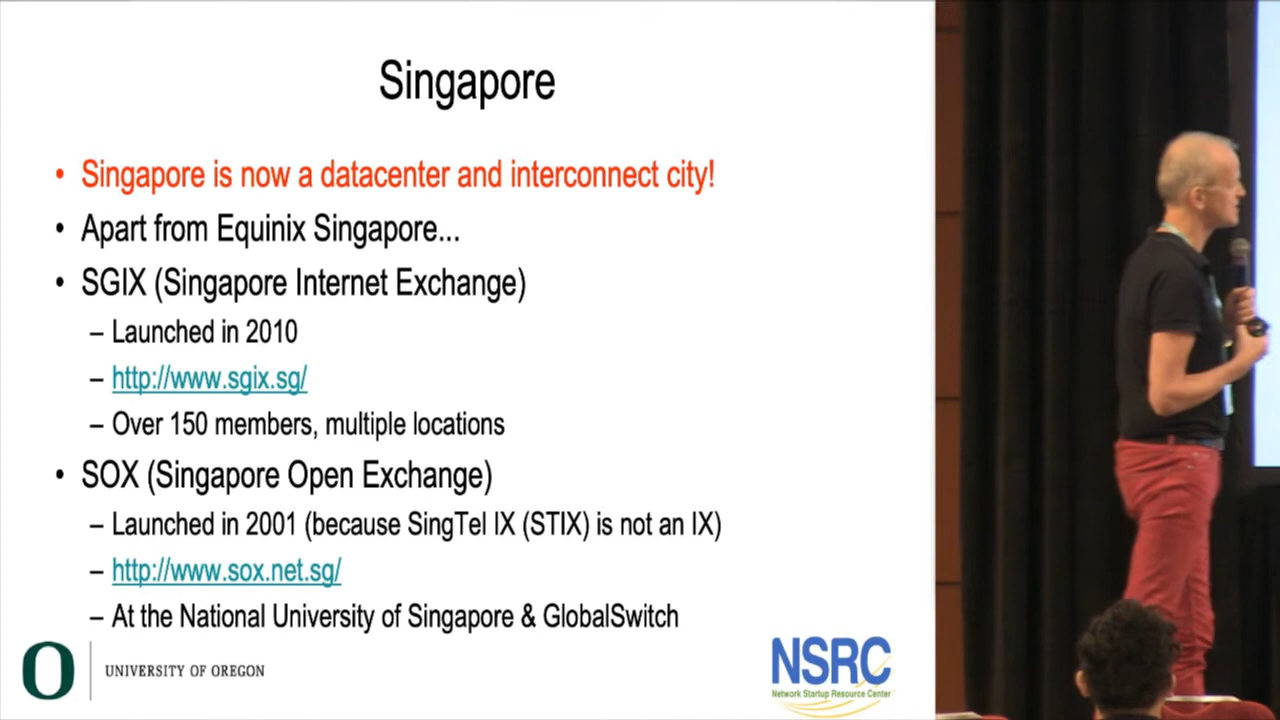 Singapore
• Singapore is now a datacenter and interconnect city!
• Apart from Equinix Singapore...
• SGIX (Singapore Internet Exchange)
– Launched in 2010
– http://www.sgix.sg/
– Over 150 members, multiple locations
• SOX (Singapore Open Exchange)
– Launched in 2001 (because SingTel IX (STIX) is not an IX)
– http://www.sox.net.sg/
– At the National University of Singapore & GlobalSwitch
O UNIVERSITY OF OREGON
NSRC
Network Startup Resource Center